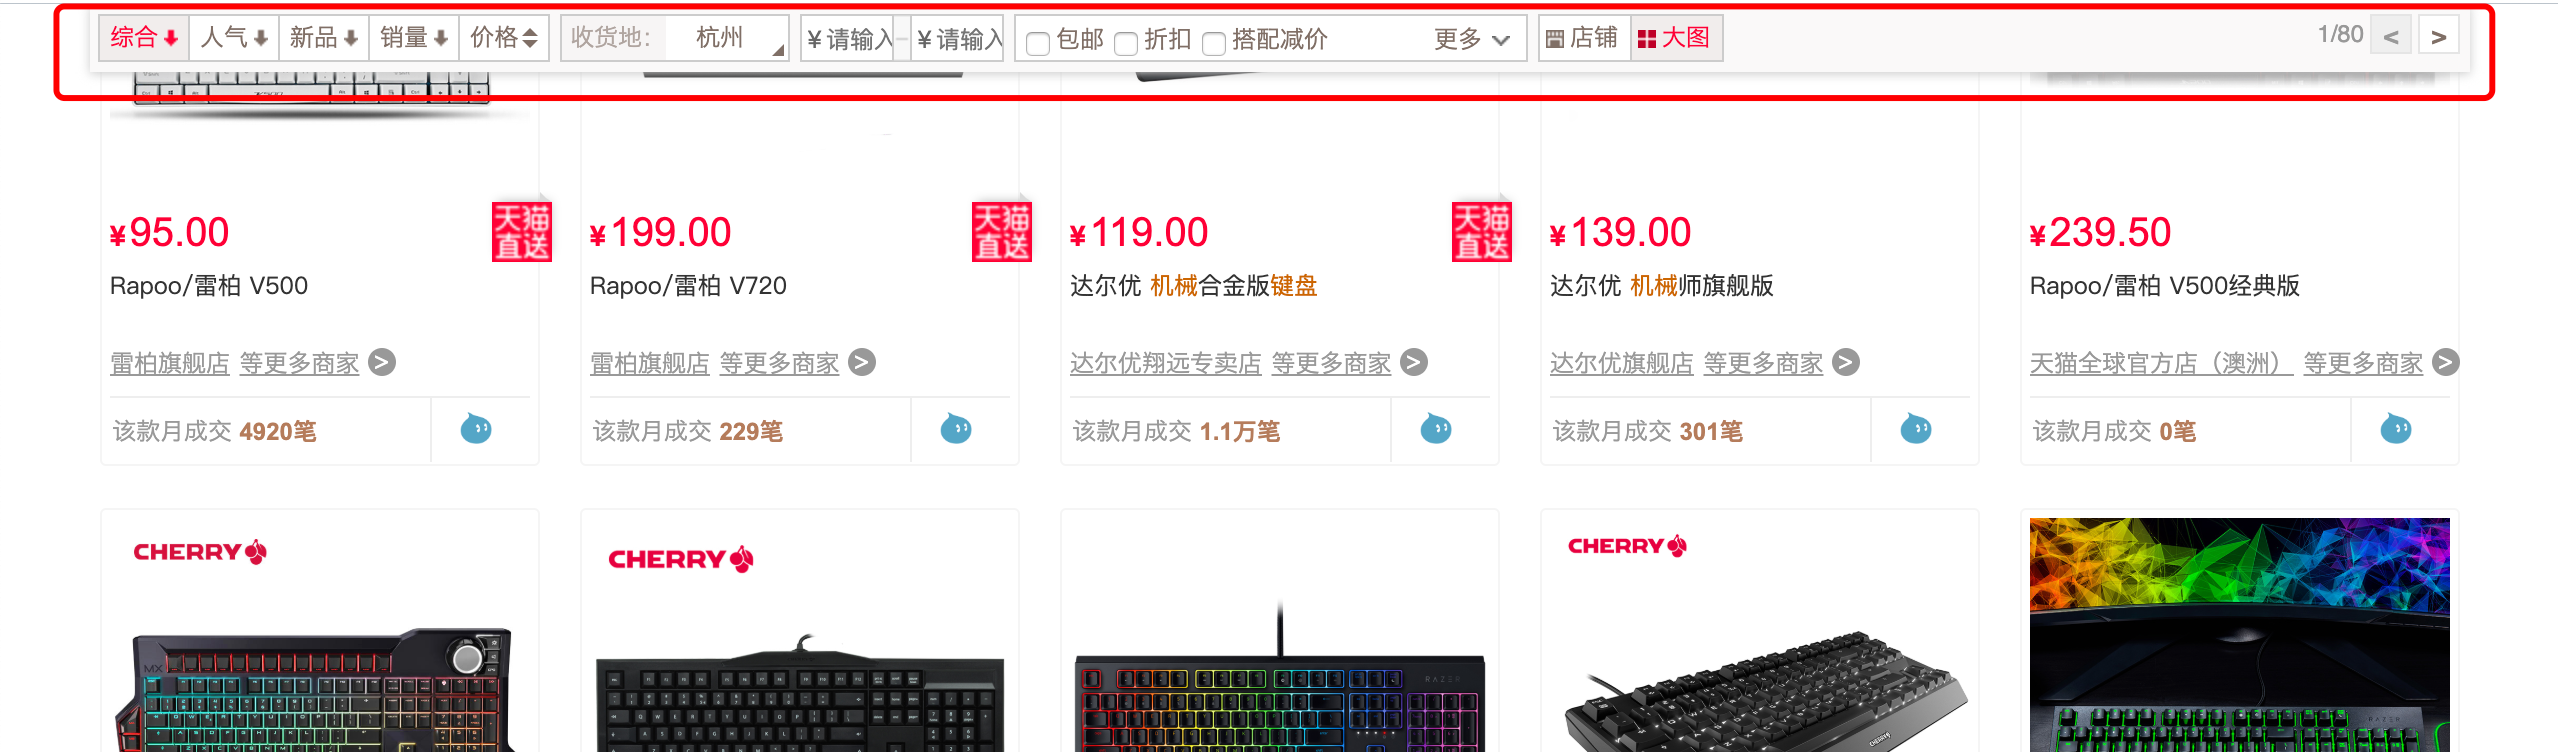 综合 人气 新品 销量 价格 收货地： 杭州 ¥请输入 - ¥请输入 包邮 折扣 搭配减价 更多 店铺 大图 1/80 < >
¥95.00 天猫直送
Rapoo/雷柏 V500
雷柏旗舰店 等更多商家 >
该款月成交 4920笔
¥199.00 天猫直送
Rapoo/雷柏 V720
雷柏旗舰店 等更多商家 >
该款月成交 229笔
¥119.00 天猫直送
达尔优 机械合金版键盘
达尔优翔远专卖店 等更多商家 >
该款月成交 1.1万笔
¥139.00
达尔优 机械师旗舰版
达尔优旗舰店 等更多商家 >
该款月成交 301笔
¥239.50
Rapoo/雷柏 V500经典版
天猫全球官方店（澳洲） 等更多商家 >
该款月成交 0笔
CHERRY
MX
CHERRY
RAZER
CHERRY
CHERRY
RAZER